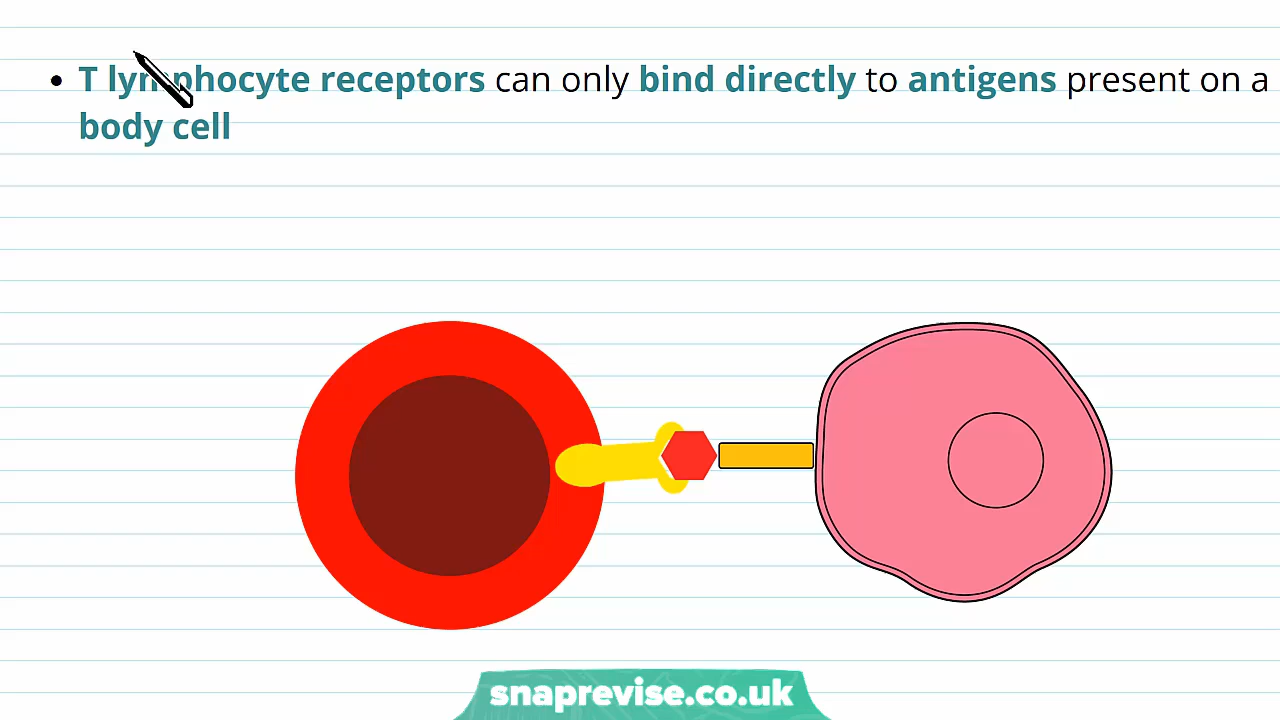 T lymphocyte receptors can only bind directly to antigens present on a
body cell
snaprevise.co.uk